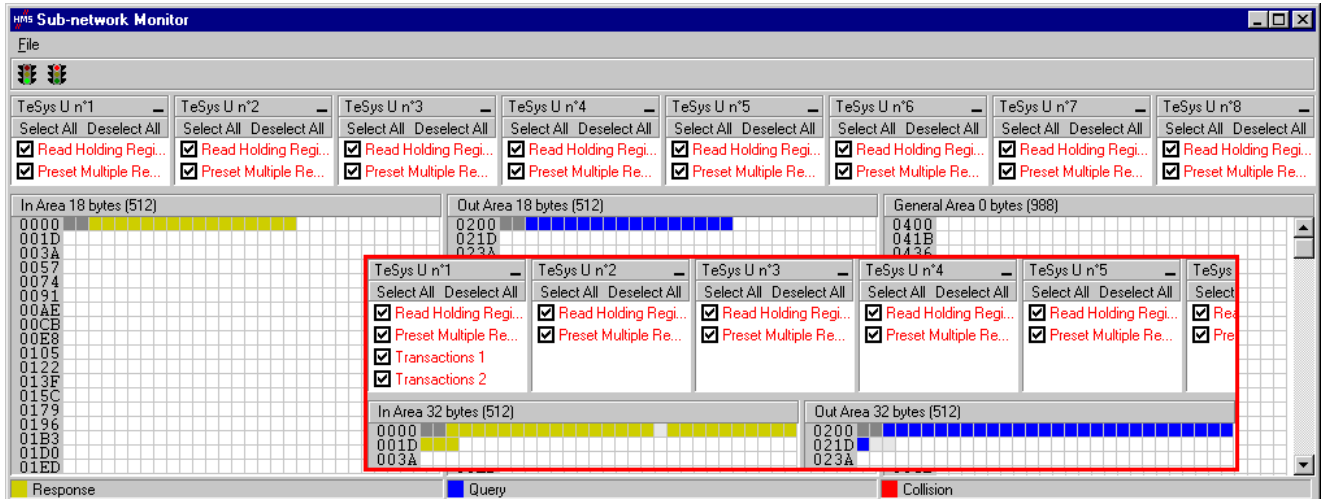 HMS Sub-network Monitor
File
TeSys U n°1 TeSys U n°2 TeSys U n°3 TeSys U n°4 TeSys U n°5 TeSys U n°6 TeSys U n°7 TeSys U n°8
Select All Deselect All Select All Deselect All Select All Deselect All Select All Deselect All Select All Deselect All Select All Deselect All Select All Deselect All Select All Deselect All
Read Holding Regi... Read Holding Regi... Read Holding Regi... Read Holding Regi... Read Holding Regi... Read Holding Regi... Read Holding Regi... Read Holding Regi...
Preset Multiple Re... Preset Multiple Re... Preset Multiple Re... Preset Multiple Re... Preset Multiple Re... Preset Multiple Re... Preset Multiple Re... Preset Multiple Re...
In Area 18 bytes (512) Out Area 18 bytes (512) General Area 0 bytes (988)
0000 0200 0400
001D 021D 041B
003A 023A 0436
0057
0074
0091
00AE
00CB
00E8
0105
0122
013F
015C
0179
0196
01B3
01D0
01ED
TeSys U n°1 TeSys U n°2 TeSys U n°3 TeSys U n°4 TeSys U n°5 TeSys
Select All Deselect All Select All Deselect All Select All Deselect All Select All Deselect All Select All Deselect All Select
Read Holding Regi... Read Holding Regi... Read Holding Regi... Read Holding Regi... Read Holding Regi... Rea
Preset Multiple Re... Preset Multiple Re... Preset Multiple Re... Preset Multiple Re... Preset Multiple Re... Pre
Transactions 1
Transactions 2
In Area 32 bytes (512) Out Area 32 bytes (512)
0000 0200
001D 021D
003A 023A
Response Query Collision